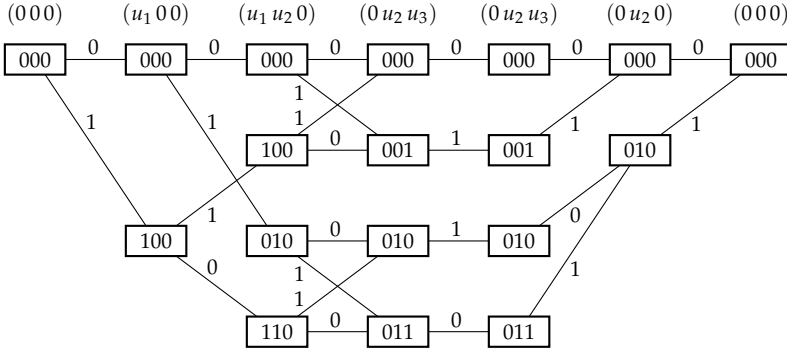 (0 0 0) (u₁ 0 0) (u₁ u₂ 0) (0 u₂ u₃) (0 u₂ u₃) (0 u₂ 0) (0 0 0)
0 0 0 0 0 0
000 000 000 000 000 000 000
1 1 1 1 0 1 1 1
100 001 001 010
1 0 1 0
100 010 010 010
0 1 1 0 0 1
110 011 011